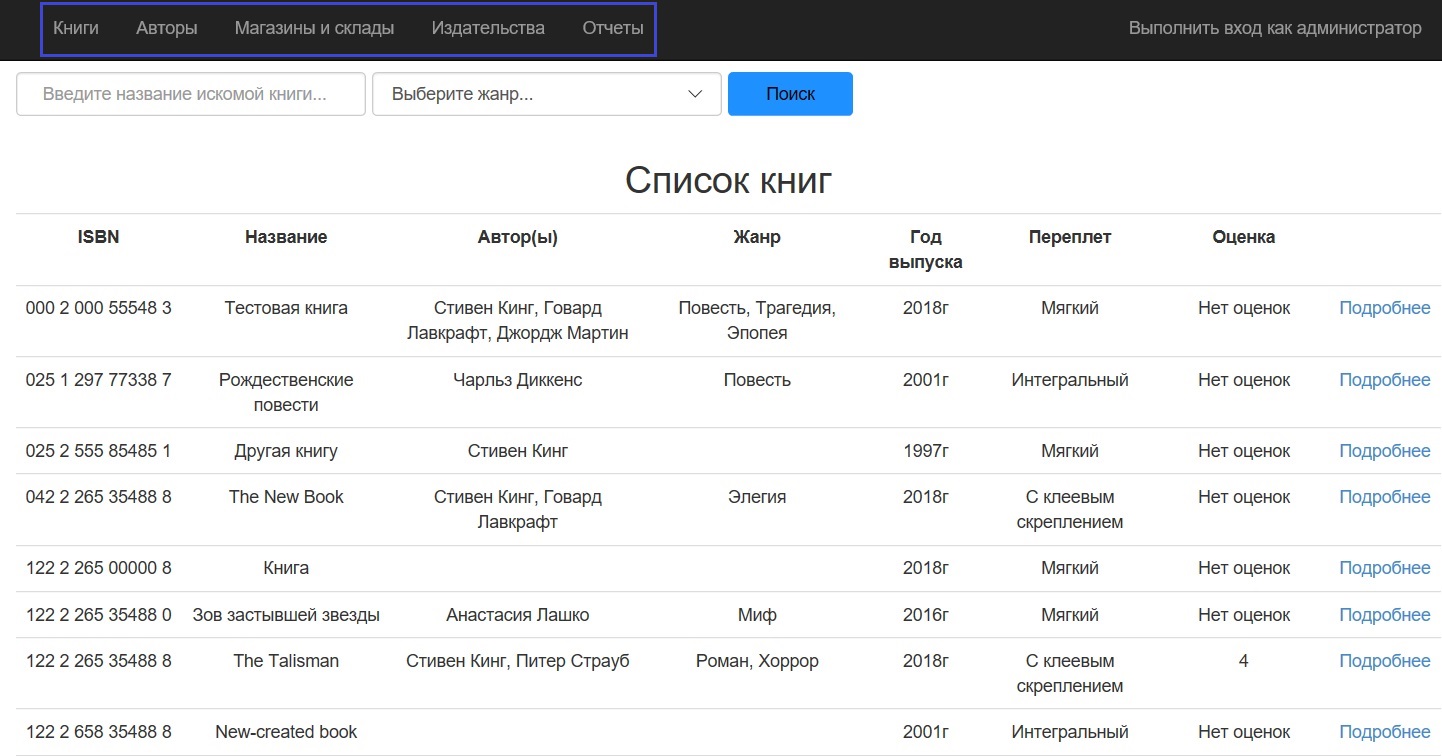 Книги Авторы Магазины и склады Издательства Отчеты Выполнить вход как администратор
Введите название искомой книги... Выберите жанр... Поиск
Список книг
ISBN Название Автор(ы) Жанр Год выпуска Переплет Оценка
000 2 000 55548 3 Тестовая книга Стивен Кинг, Говард Лавкрафт, Джордж Мартин Повесть, Трагедия, Эпопея 2018г Мягкий Нет оценок Подробнее
025 1 297 77338 7 Рождественские повести Чарльз Диккенс Повесть 2001г Интегральный Нет оценок Подробнее
025 2 555 85485 1 Другая книгу Стивен Кинг 1997г Мягкий Нет оценок Подробнее
042 2 265 35488 8 The New Book Стивен Кинг, Говард Лавкрафт Элегия 2018г С клеевым скреплением Нет оценок Подробнее
122 2 265 00000 8 Книга 2018г Мягкий Нет оценок Подробнее
122 2 265 35488 0 Зов застывшей звезды Анастасия Лашко Миф 2016г Мягкий Нет оценок Подробнее
122 2 265 35488 8 The Talisman Стивен Кинг, Питер Страуб Роман, Хоррор 2018г С клеевым скреплением 4 Подробнее
122 2 658 35488 8 New-created book 2001г Интегральный Нет оценок Подробнее